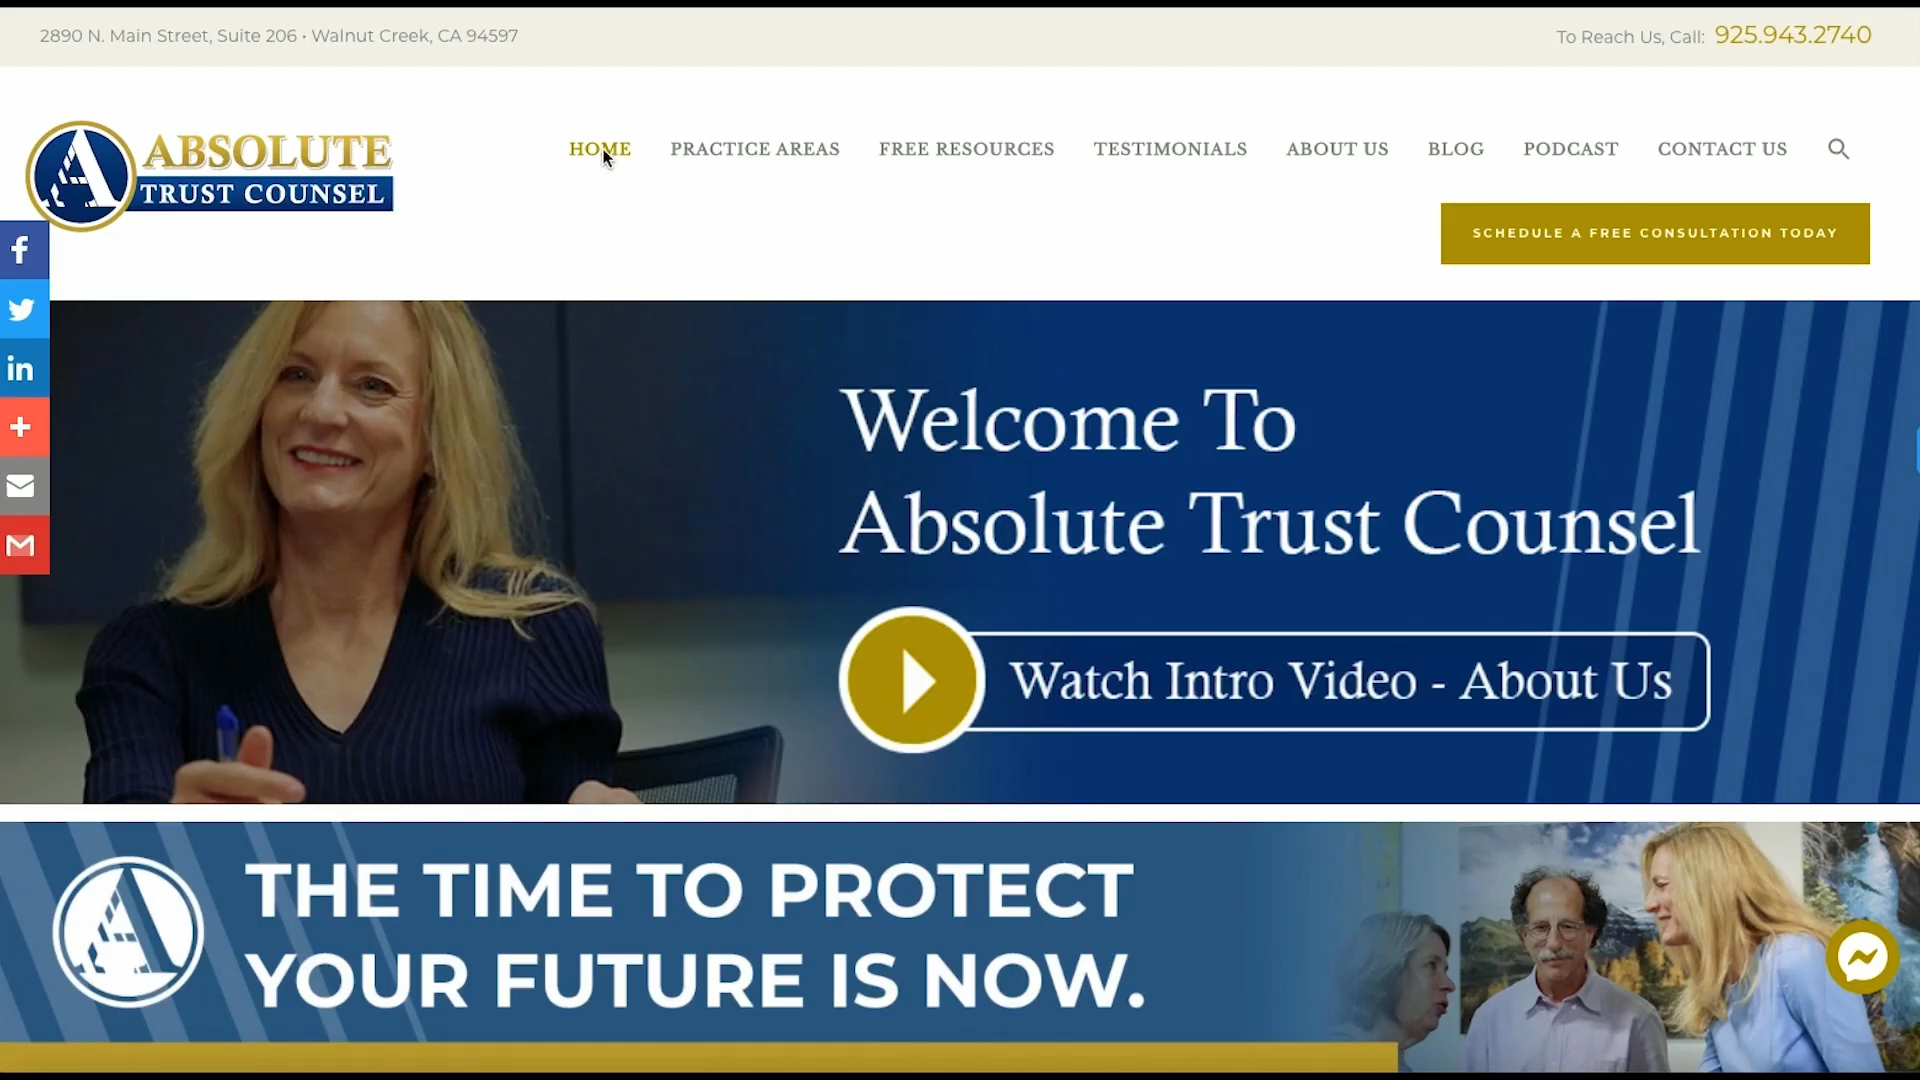 2890 N. Main Street, Suite 206 • Walnut Creek, CA 94597
To Reach Us, Call: 925.943.2740
ABSOLUTE
TRUST COUNSEL
HOME
PRACTICE AREAS
FREE RESOURCES
TESTIMONIALS
ABOUT US
BLOG
PODCAST
CONTACT US
SCHEDULE A FREE CONSULTATION TODAY
Welcome To
Absolute Trust Counsel
Watch Intro Video - About Us
THE TIME TO PROTECT
YOUR FUTURE IS NOW.